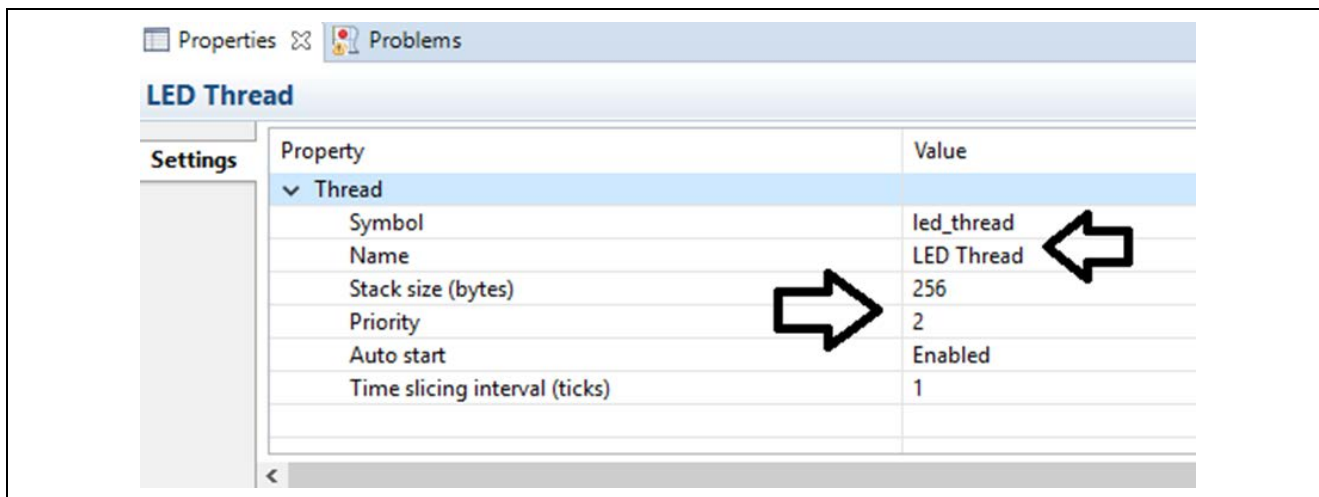 Properties Problems
LED Thread
Settings Property Value
Thread
Symbol led_thread
Name LED Thread
Stack size (bytes) 256
Priority 2
Auto start Enabled
Time slicing interval (ticks) 1